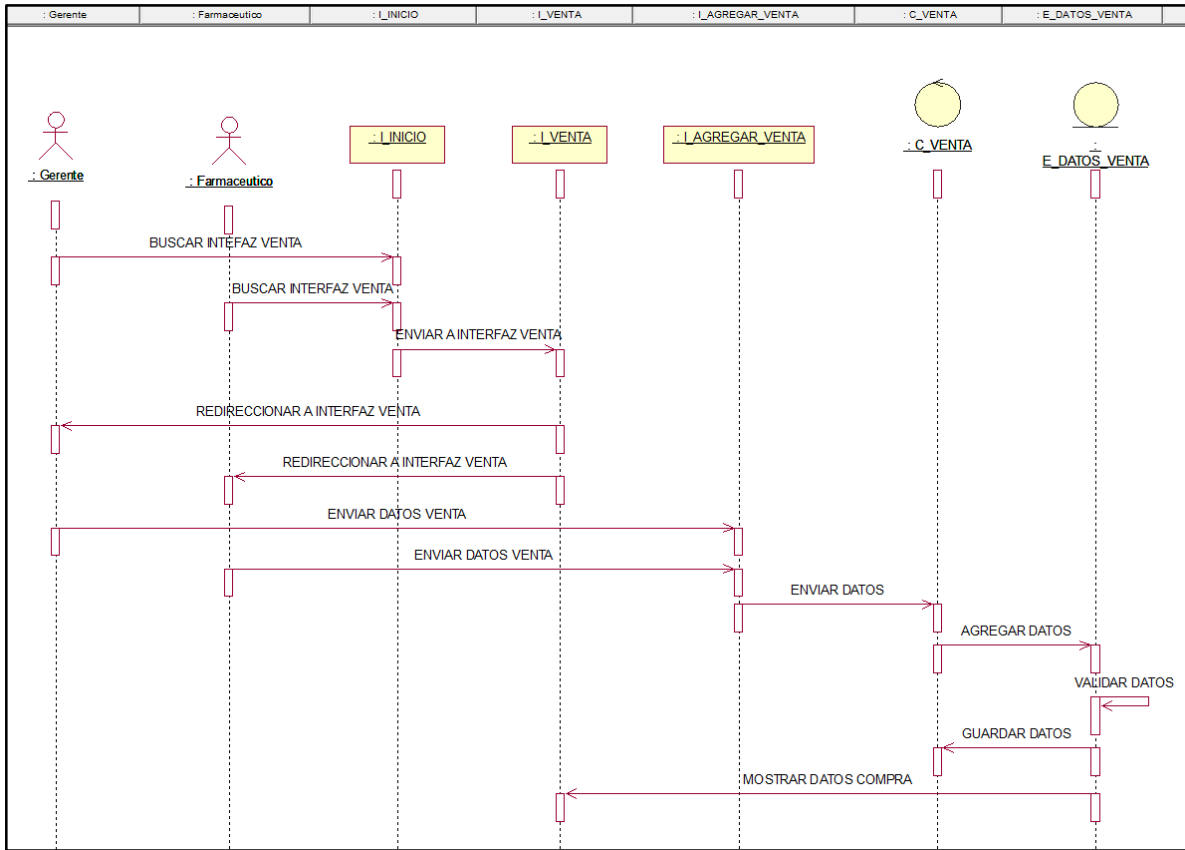 : Gerente
: Farmaceutico
: I_INICIO
: I_VENTA
: I_AGREGAR_VENTA
: C_VENTA
: E_DATOS_VENTA
: I_INICIO
: I_VENTA
: I_AGREGAR_VENTA
: C_VENTA
:
E_DATOS_VENTA
: Gerente
: Farmaceutico
BUSCAR INTEFAZ VENTA
BUSCAR INTERFAZ VENTA
ENVIAR A INTERFAZ VENTA
REDIRECCIONAR A INTERFAZ VENTA
REDIRECCIONAR A INTERFAZ VENTA
ENVIAR DATOS VENTA
ENVIAR DATOS VENTA
ENVIAR DATOS
AGREGAR DATOS
VALIDAR DATOS
GUARDAR DATOS
MOSTRAR DATOS COMPRA